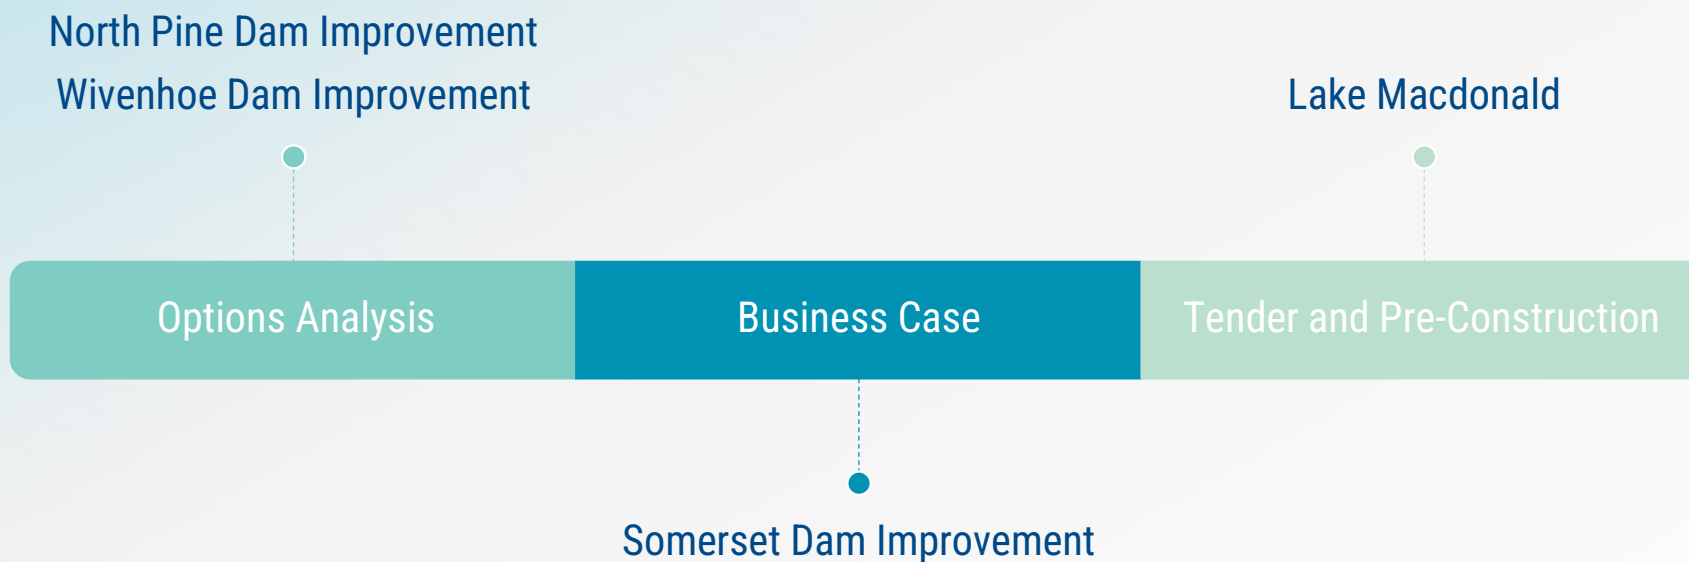 North Pine Dam Improvement
Wivenhoe Dam Improvement
Lake Macdonald
Options Analysis
Business Case
Tender and Pre-Construction
Somerset Dam Improvement